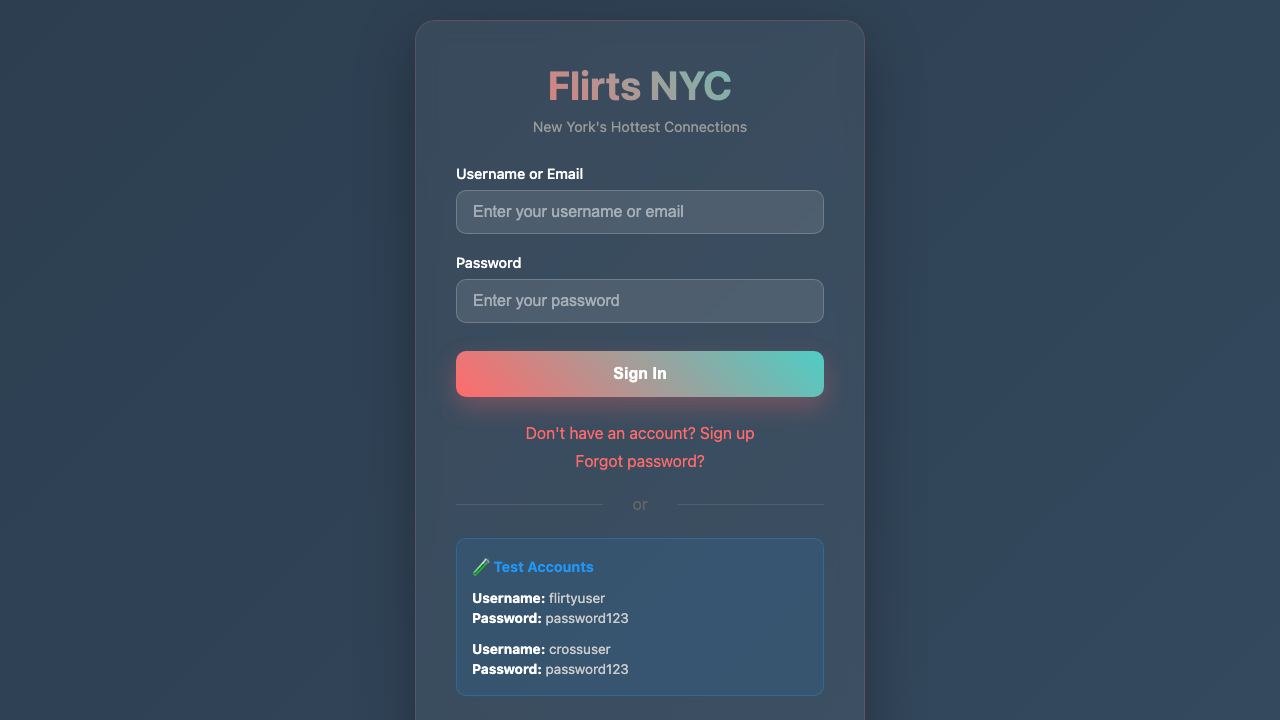 Flirts NYC
New York's Hottest Connections
Username or Email
Enter your username or email
Password
Enter your password
Sign In
Don't have an account? Sign up
Forgot password?
or
Test Accounts
Username: flirtyuser
Password: password123
Username: crossuser
Password: password123